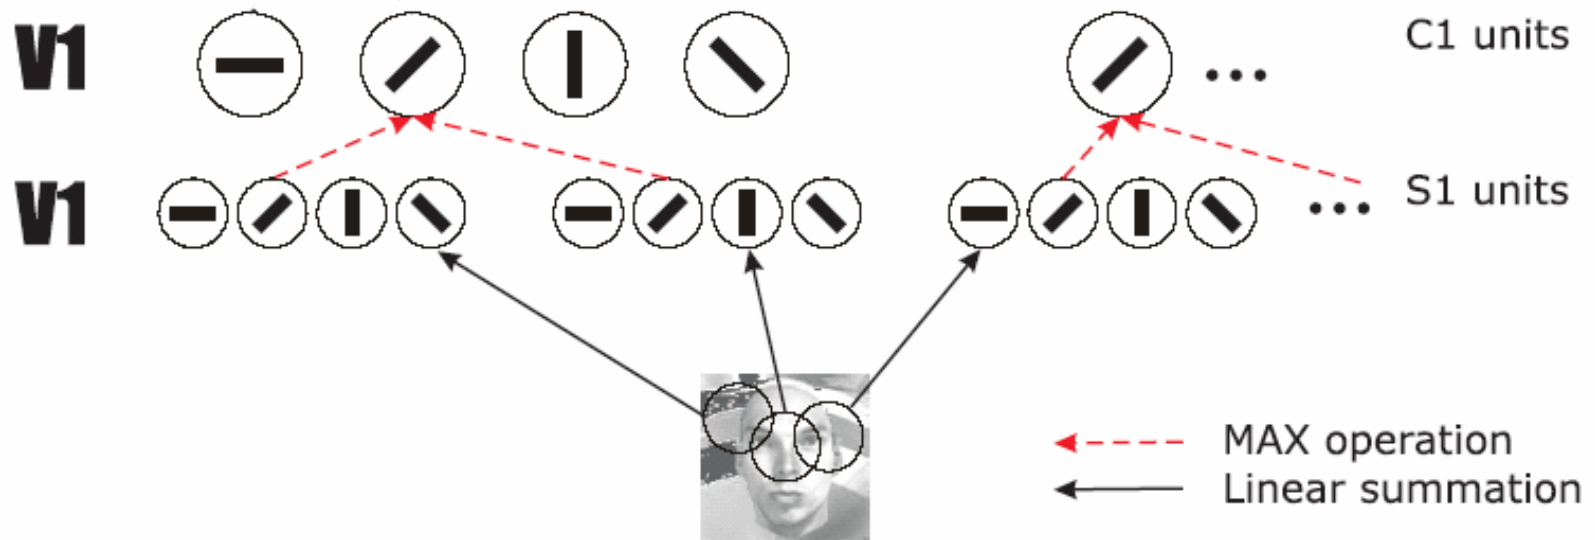 V1
C1 units
...
V1
S1 units
...
MAX operation
Linear summation